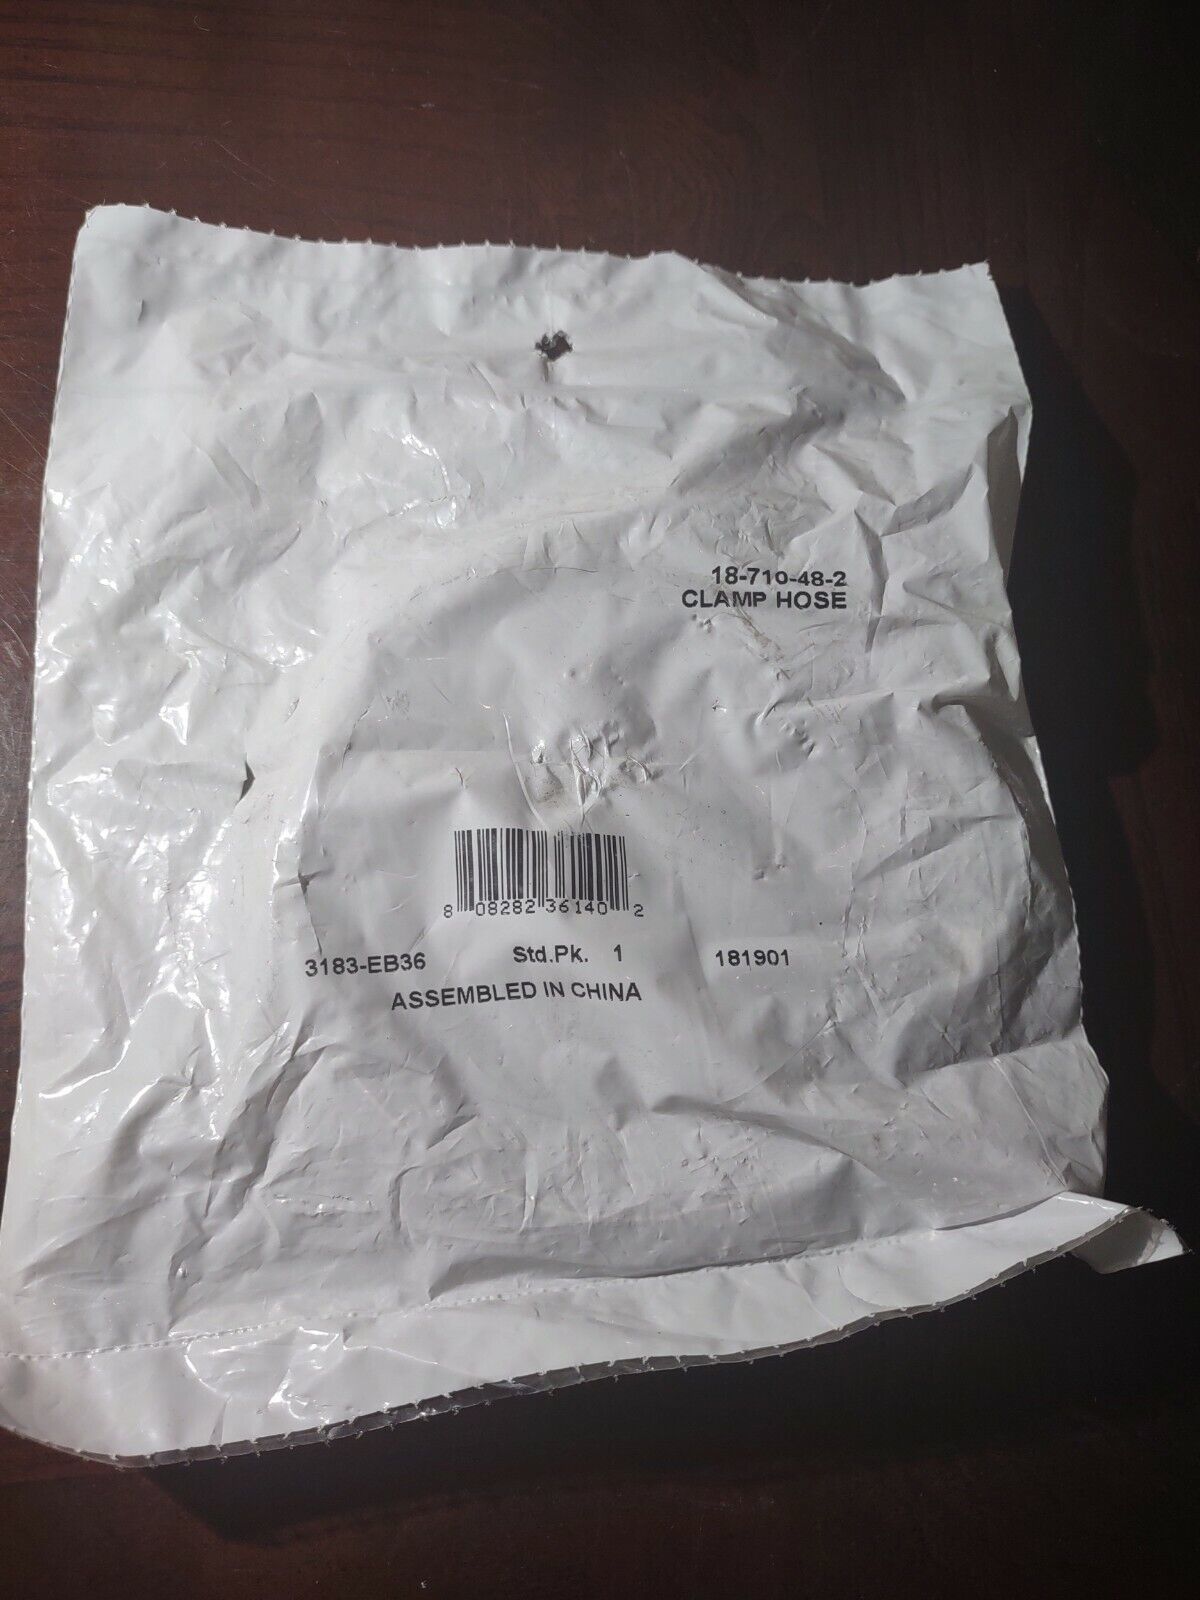 18-710-48-2
CLAMP HOSE
8 08282 36140 2
3183-EB36 Std.Pk. 1 181901
ASSEMBLED IN CHINA